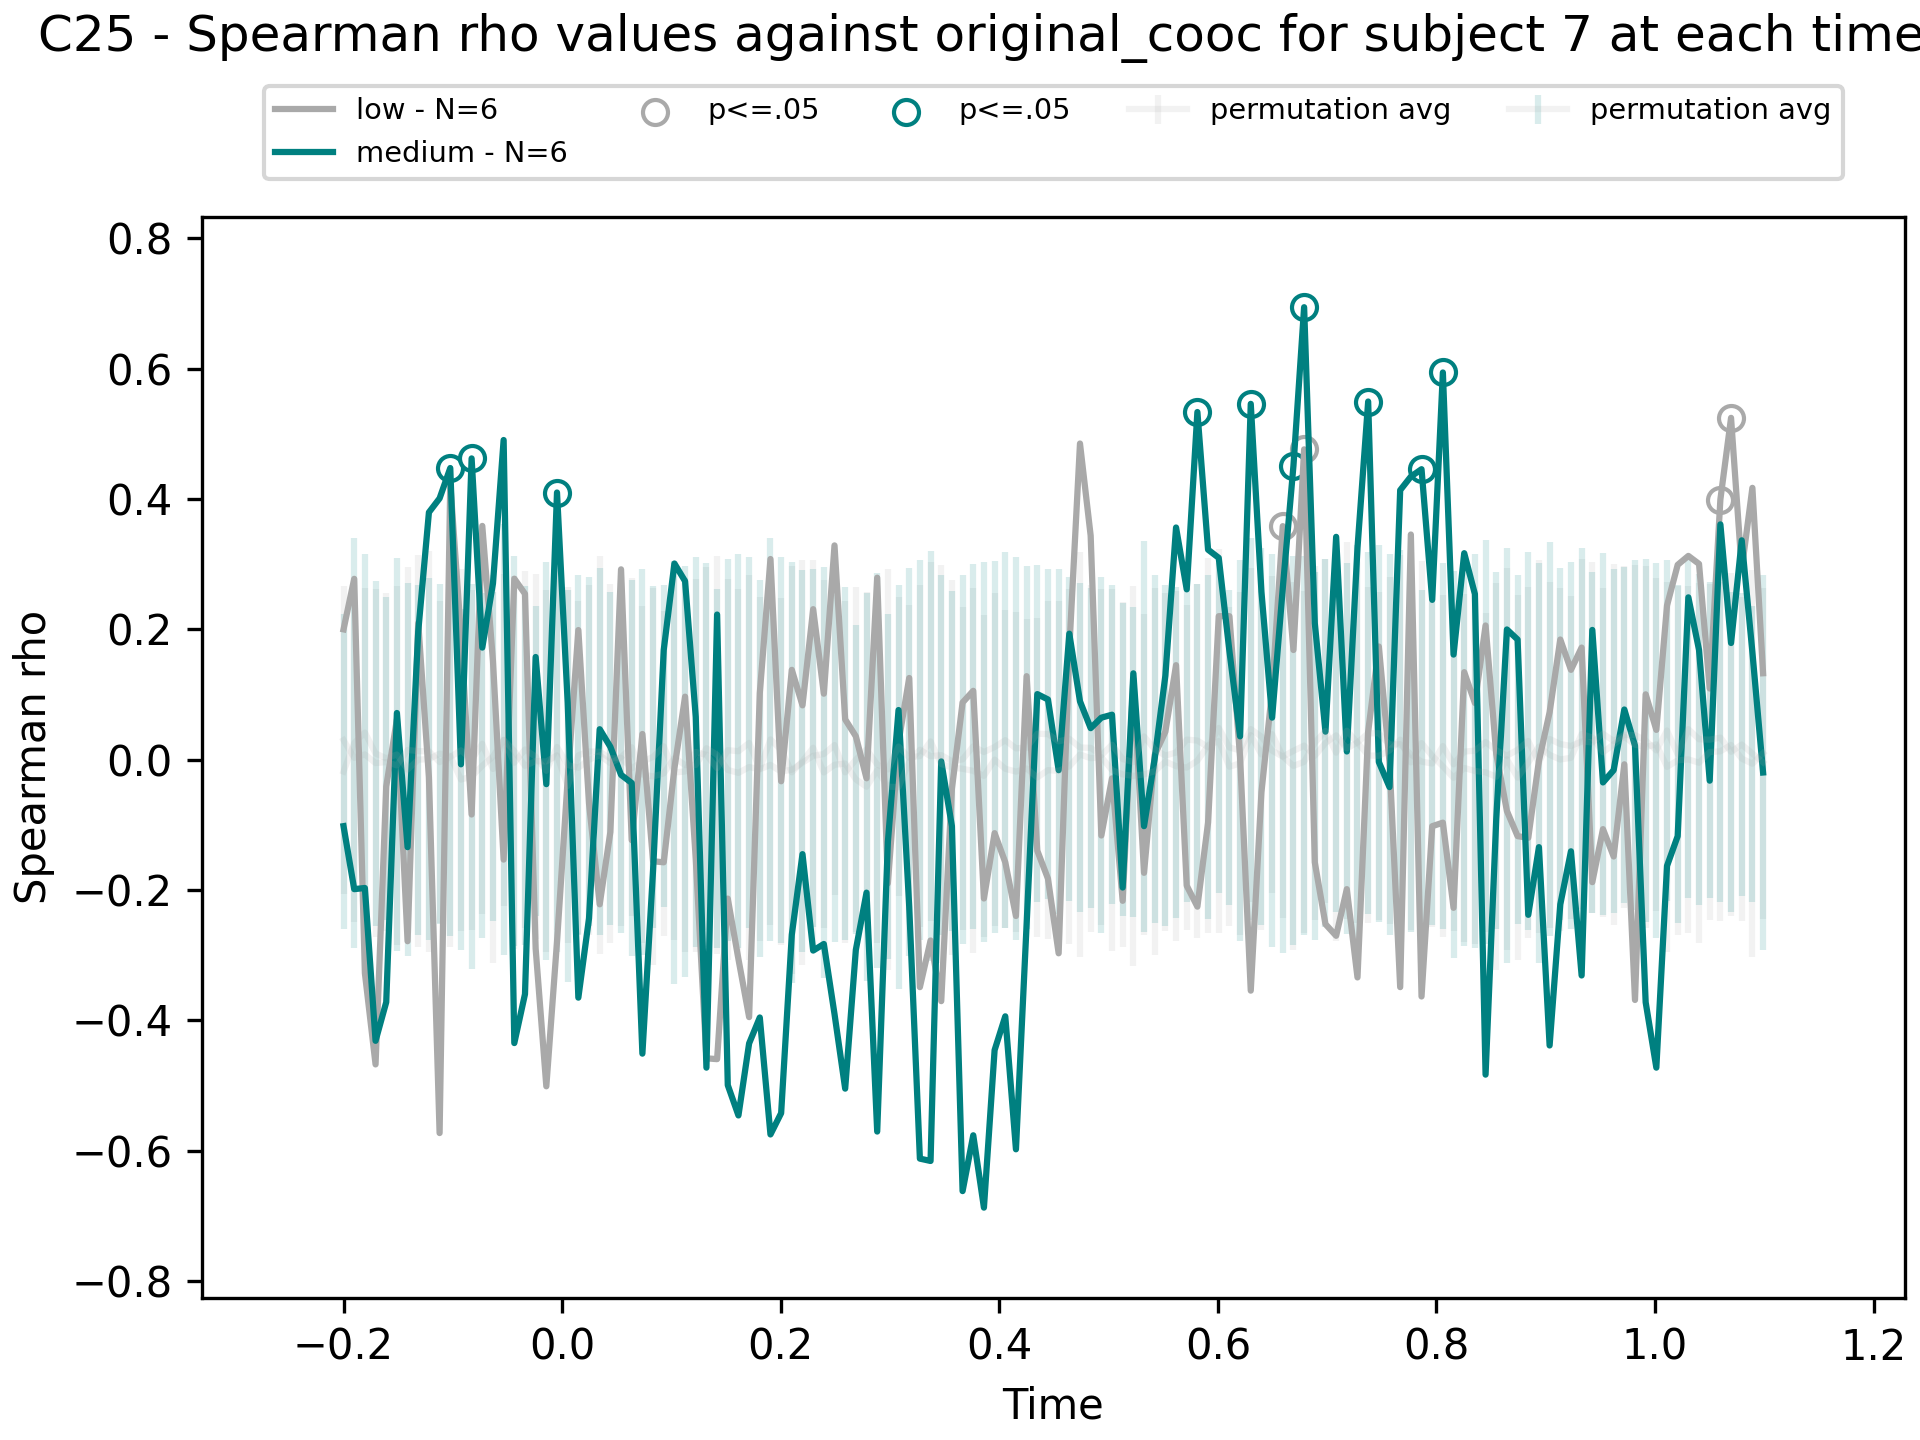 C25 - Spearman rho values against original_cooc for subject 7 at each time
low - N=6 p<=.05 p<=.05 permutation avg permutation avg
medium - N=6
0.8
0.6
0.4
0.2
0.0
−0.2
−0.4
−0.6
−0.8
Spearman rho
−0.2 0.0 0.2 0.4 0.6 0.8 1.0 1.2
Time